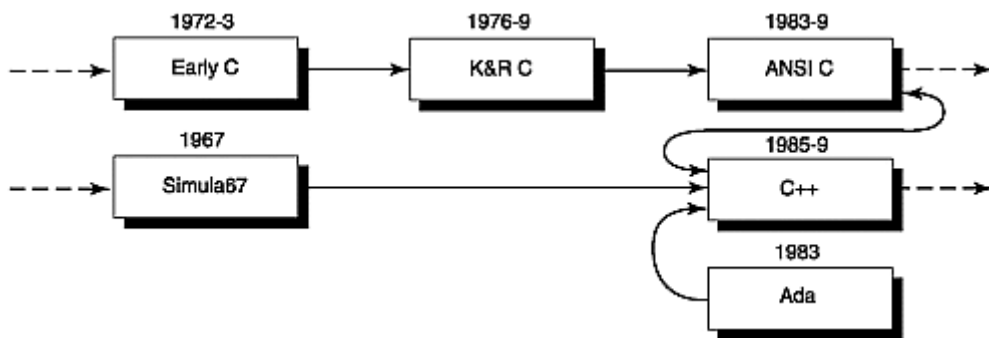 1972-3
1976-9
1983-9
Early C
K&R C
ANSI C
1967
1985-9
Simula67
C++
1983
Ada